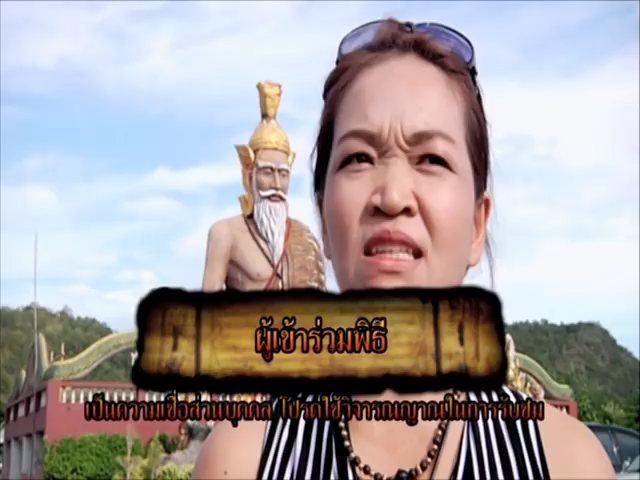 ผู้เข้าร่วมพิธี
เป็นความเชื่อส่วนบุคคล โปรดใช้วิจารณญาณในการรับชม